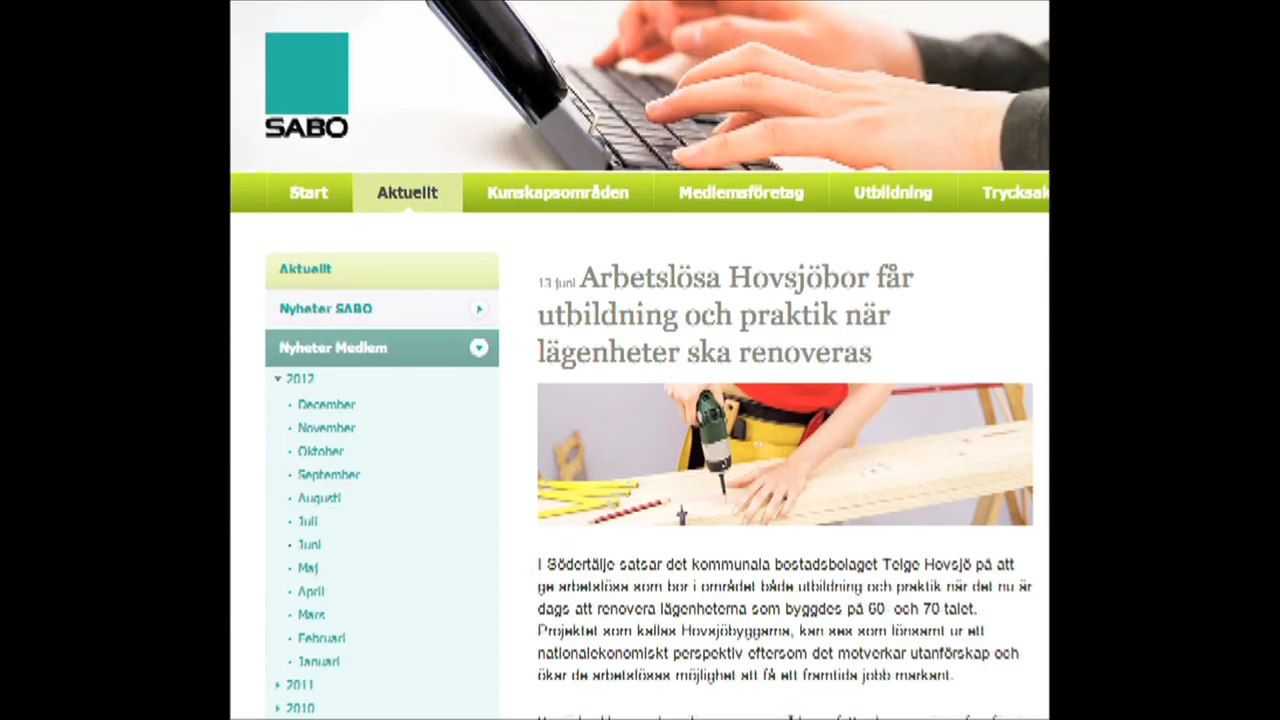 SABO
Start Aktuellt Kunskapsområden Medlemsföretag Utbildning
Aktuellt
Nyheter SABO
Nyheter Medlem
2012
December
November
Oktober
September
Augusti
Juli
Juni
Maj
April
Mars
Februari
Januari
2011
2010
13 juni Arbetslösa Hovsjöbor får
utbildning och praktik när
lägenheter ska renoveras
I Södertälje satsar det kommunala bostadsbolaget Telge Hovsjö på att
ge arbetslösa som bor i området både utbildning och praktik när det nu är
dags att renovera lägenheterna som byggdes på 60- och 70 talet.
Projektet som kallas Hovsjöbyggarna, kan ses som lönsamt ur ett
nationalekonomiskt perspektiv eftersom det motverkar utanförskap och
ökar de arbetslösas möjlighet att få ett framtida jobb markant.